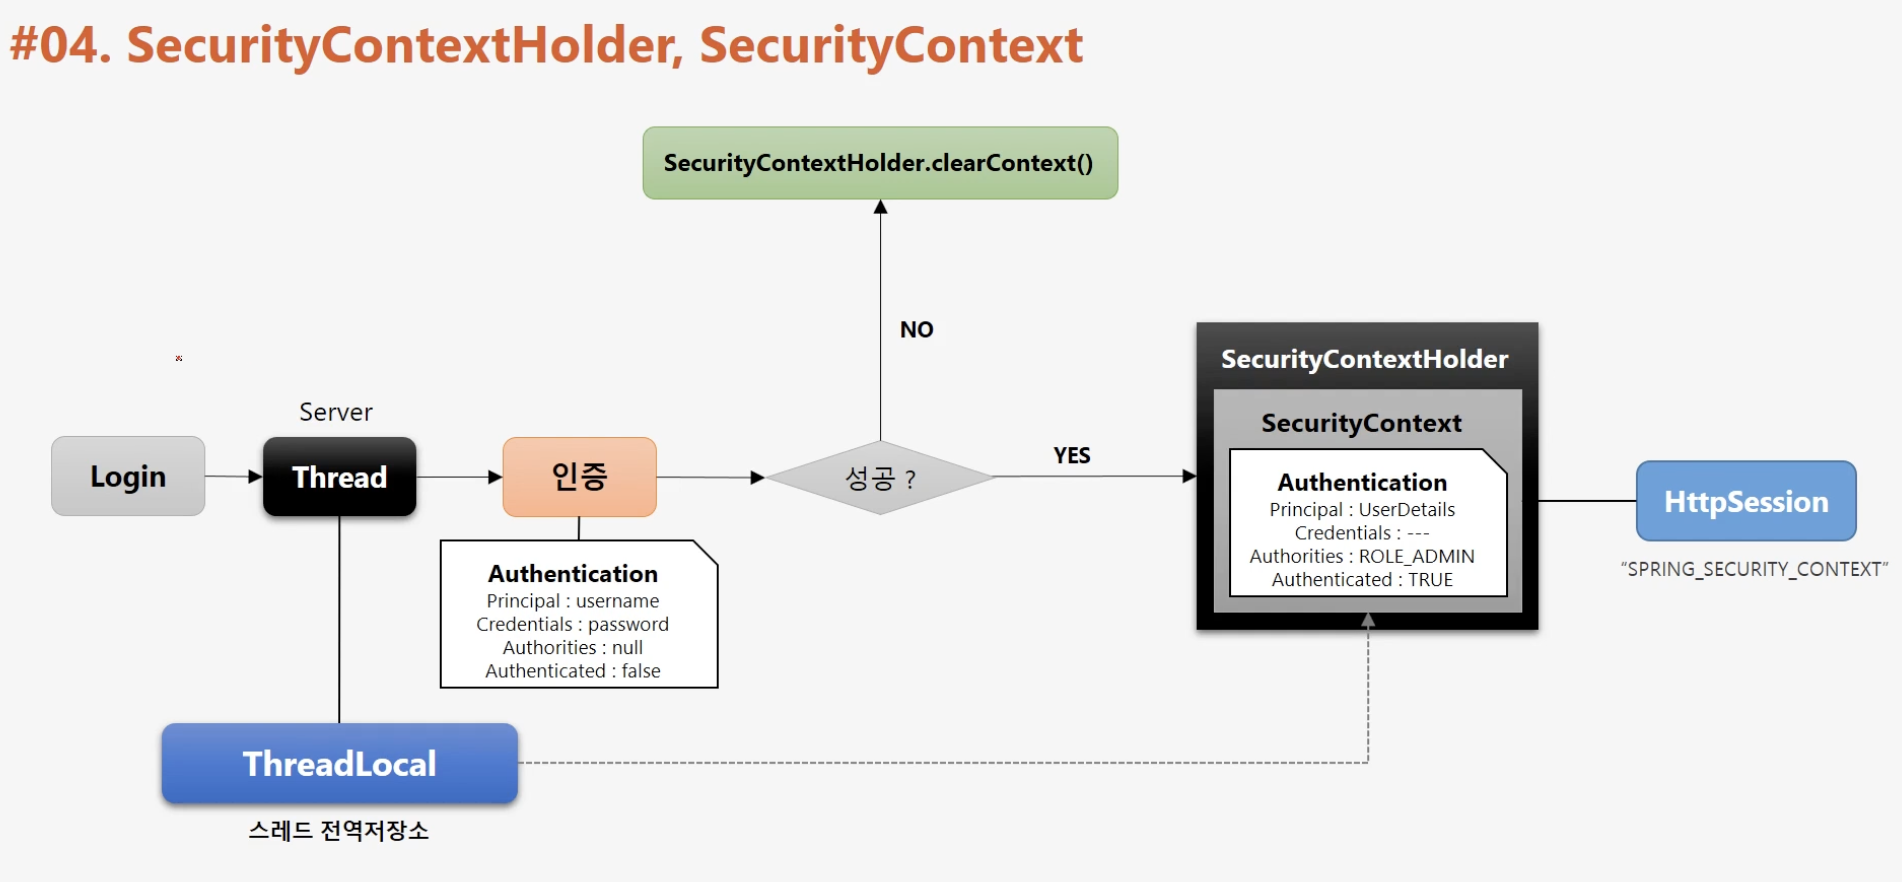 #04. SecurityContextHolder, SecurityContext
SecurityContextHolder.clearContext()
NO
Server
Login
Thread
인증
성공 ?
YES
SecurityContextHolder
SecurityContext
Authentication
Principal : UserDetails
Credentials : ---
Authorities : ROLE_ADMIN
Authenticated : TRUE
HttpSession
“SPRING_SECURITY_CONTEXT”
Authentication
Principal : username
Credentials : password
Authorities : null
Authenticated : false
ThreadLocal
스레드 전역저장소